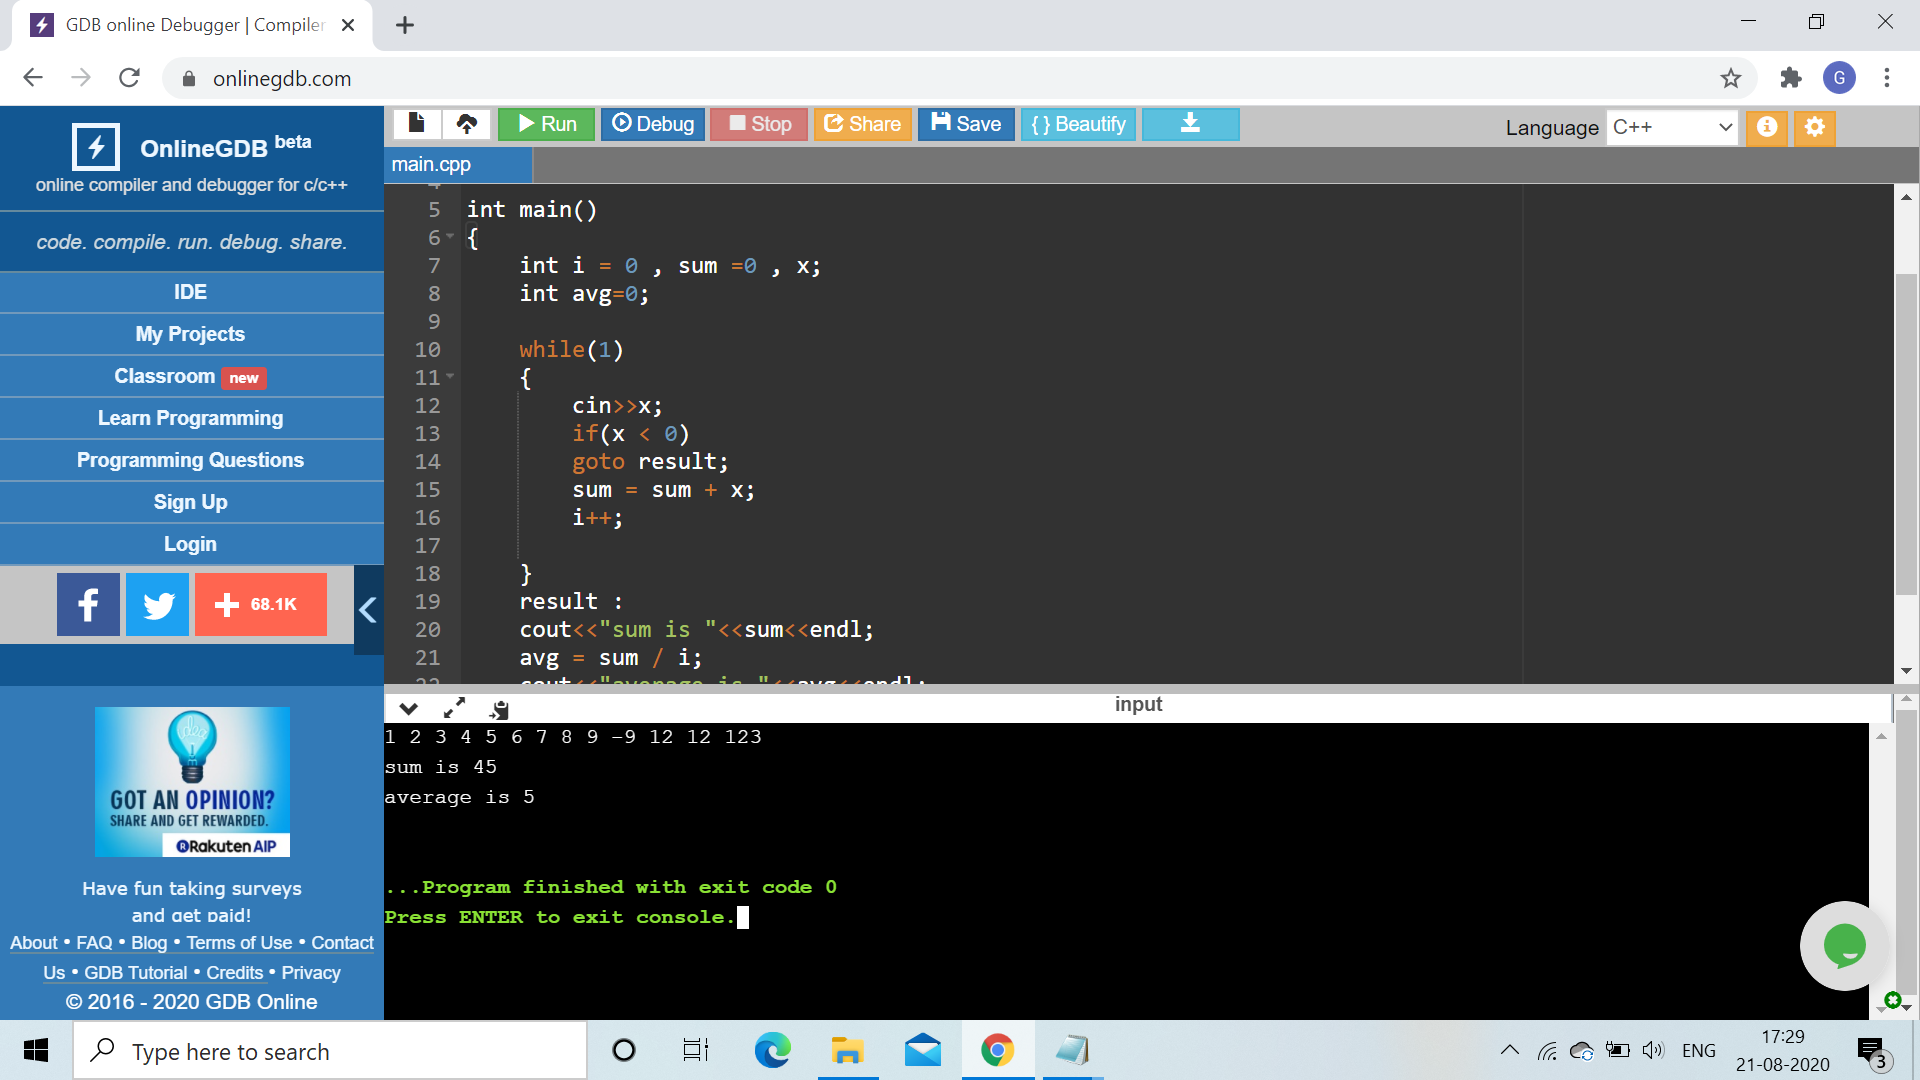 GDB online Debugger | Compiler
onlinegdb.com
G
OnlineGDB beta
online compiler and debugger for c/c++
code. compile. run. debug. share.
IDE
My Projects
Classroom new
Learn Programming
Programming Questions
Sign Up
Login
f
68.1K
idea
GOT AN OPINION?
SHARE AND GET REWARDED.
Rakuten AIP
Have fun taking surveys
and get paid!
About • FAQ • Blog • Terms of Use • Contact
Us • GDB Tutorial • Credits • Privacy
© 2016 - 2020 GDB Online
Run Debug Stop Share Save {} Beautify
Language C++
main.cpp
4
5 int main()
6 {
7 int i = 0 , sum =0 , x;
8 int avg=0;
9
10 while(1)
11 {
12 cin>>x;
13 if(x < 0)
14 goto result;
15 sum = sum + x;
16 i++;
17
18 }
19 result :
20 cout<<"sum is "<<sum<<endl;
21 avg = sum / i;
22 cout<<"average is "<<avg<<endl;
input
1 2 3 4 5 6 7 8 9 -9 12 12 123
sum is 45
average is 5
...Program finished with exit code 0
Press ENTER to exit console.
Type here to search
ENG
17:29
21-08-2020
3